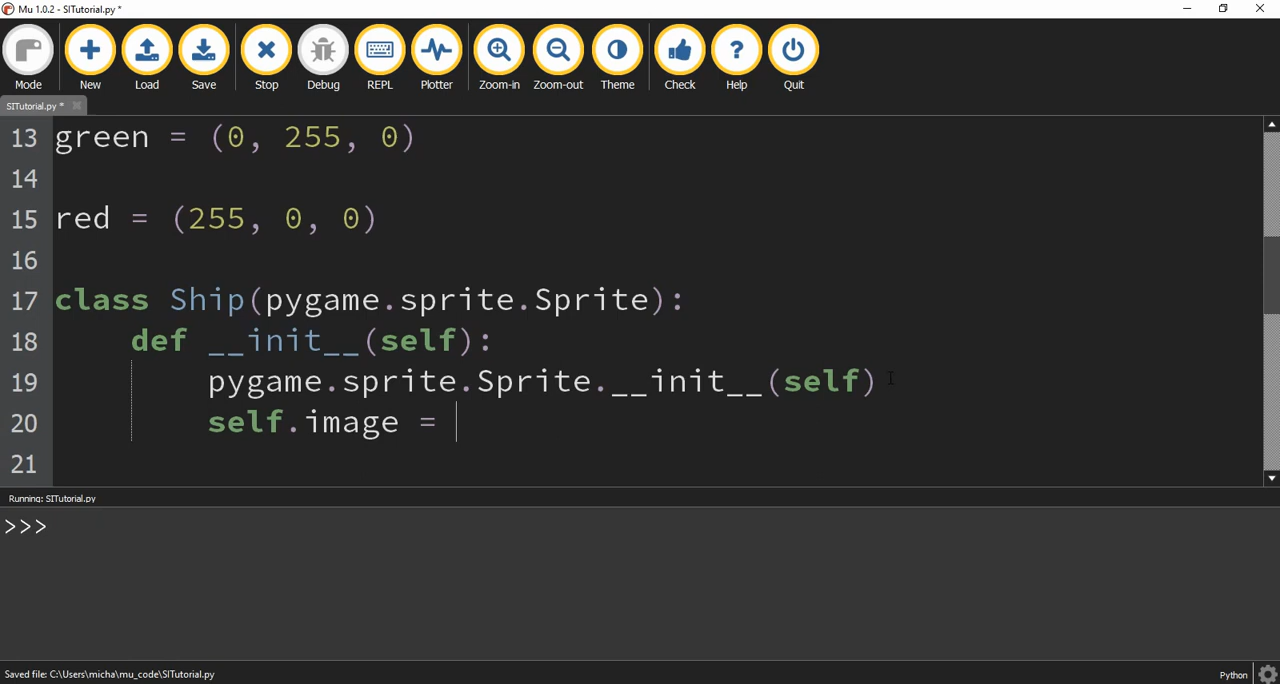 Mu 1.0.2 - SITutorial.py *
Mode New Load Save Stop Debug REPL Plotter Zoom-in Zoom-out Theme Check Help Quit
SITutorial.py *
13 green = (0, 255, 0)
14
15 red = (255, 0, 0)
16
17 class Ship(pygame.sprite.Sprite):
18 def __init__(self):
19 pygame.sprite.Sprite.__init__(self)
20 self.image =
21
Running: SITutorial.py
>>>
Saved file: C:\Users\micha\mu_code\SITutorial.py Python